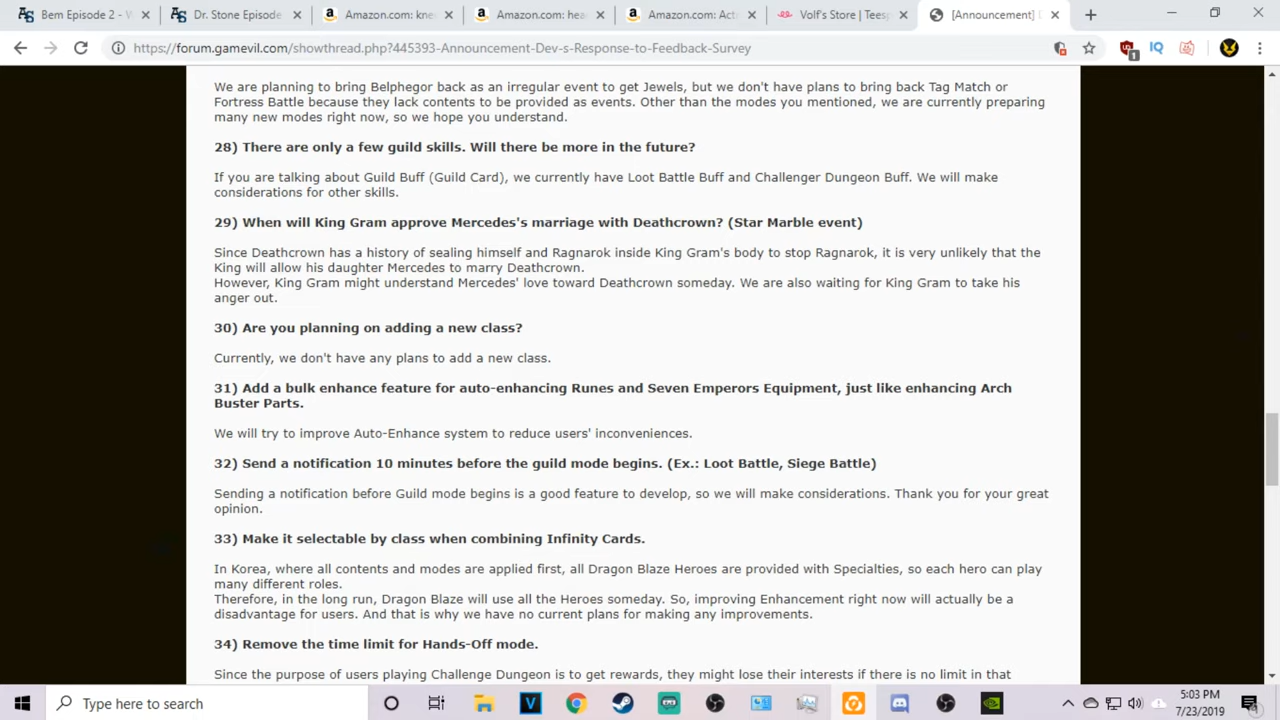 Bem Episode 2 - W
Dr. Stone Episode
Amazon.com: kne
Amazon.com: hea
Amazon.com: Act
Volf's Store | Teesp
[Announcement] D
https://forum.gamevil.com/showthread.php?445393-Announcement-Dev-s-Response-to-Feedback-Survey
We are planning to bring Belphegor back as an irregular event to get Jewels, but we don't have plans to bring back Tag Match or
Fortress Battle because they lack contents to be provided as events. Other than the modes you mentioned, we are currently preparing
many new modes right now, so we hope you understand.
28) There are only a few guild skills. Will there be more in the future?
If you are talking about Guild Buff (Guild Card), we currently have Loot Battle Buff and Challenger Dungeon Buff. We will make
considerations for other skills.
29) When will King Gram approve Mercedes's marriage with Deathcrown? (Star Marble event)
Since Deathcrown has a history of sealing himself and Ragnarok inside King Gram's body to stop Ragnarok, it is very unlikely that the
King will allow his daughter Mercedes to marry Deathcrown.
However, King Gram might understand Mercedes' love toward Deathcrown someday. We are also waiting for King Gram to take his
anger out.
30) Are you planning on adding a new class?
Currently, we don't have any plans to add a new class.
31) Add a bulk enhance feature for auto-enhancing Runes and Seven Emperors Equipment, just like enhancing Arch
Buster Parts.
We will try to improve Auto-Enhance system to reduce users' inconveniences.
32) Send a notification 10 minutes before the guild mode begins. (Ex.: Loot Battle, Siege Battle)
Sending a notification before Guild mode begins is a good feature to develop, so we will make considerations. Thank you for your great
opinion.
33) Make it selectable by class when combining Infinity Cards.
In Korea, where all contents and modes are applied first, all Dragon Blaze Heroes are provided with Specialties, so each hero can play
many different roles.
Therefore, in the long run, Dragon Blaze will use all the Heroes someday. So, improving Enhancement right now will actually be a
disadvantage for users. And that is why we have no current plans for making any improvements.
34) Remove the time limit for Hands-Off mode.
Since the purpose of users playing Challenge Dungeon is to get rewards, they might lose their interests if there is no limit in that
Type here to search
5:03 PM
7/23/2019